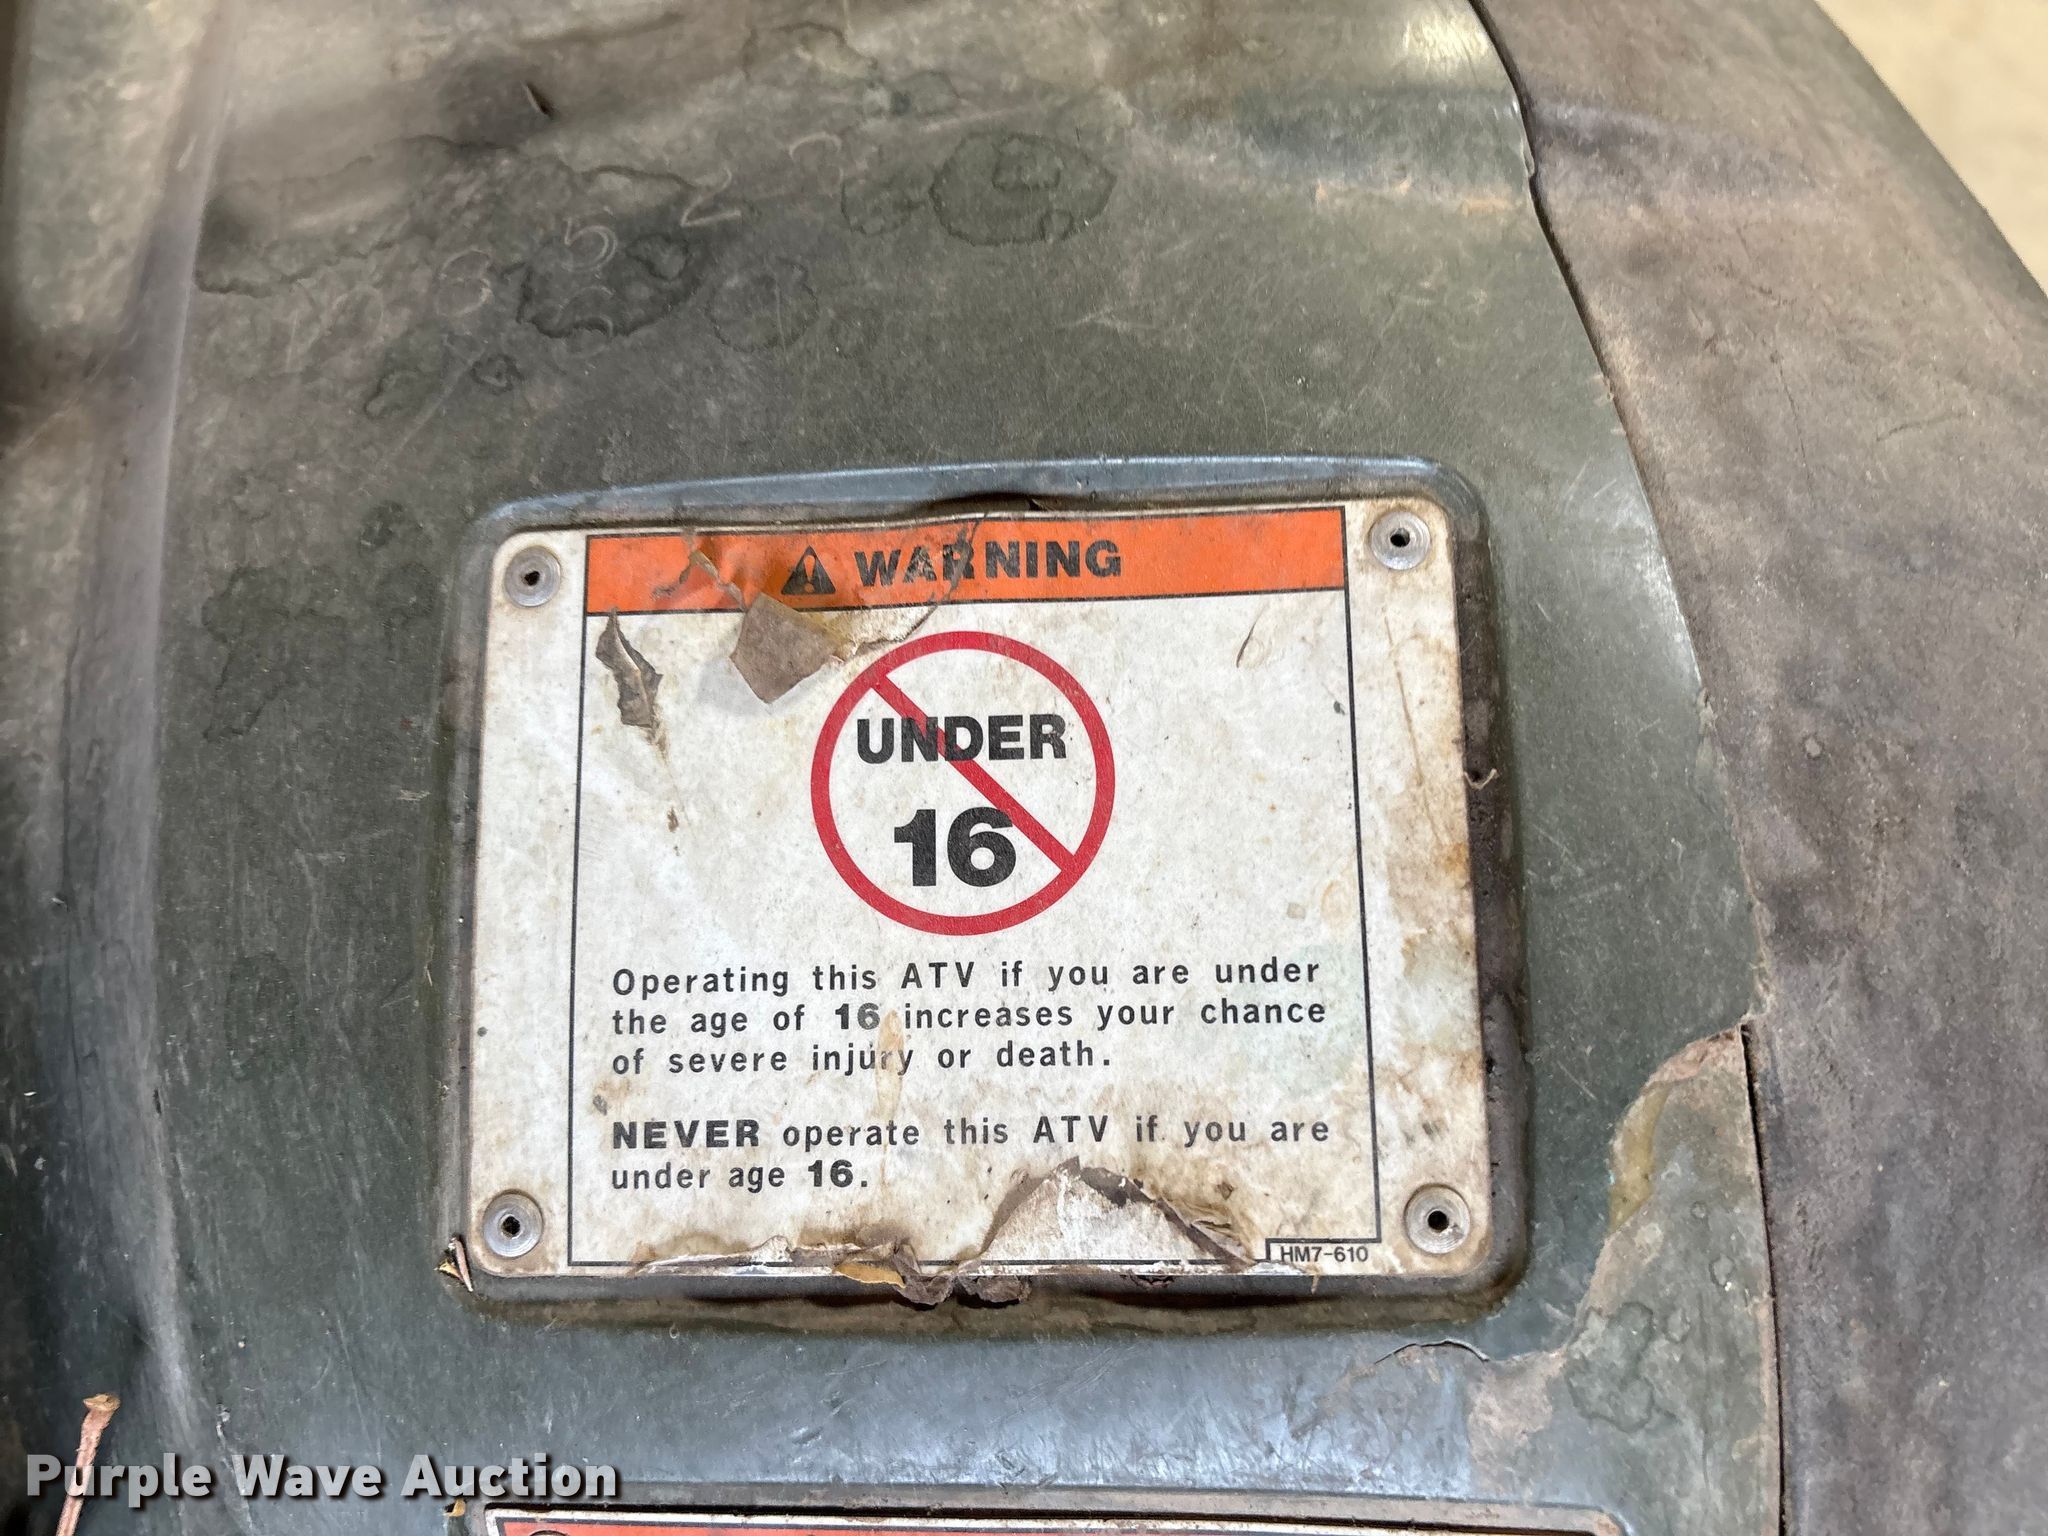 352
WARNING
UNDER
16
Operating this ATV if you are under
the age of 16 increases your chance
of severe injury or death.
NEVER operate this ATV if you are
under age 16.
HM7-610
Purple Wave Auction